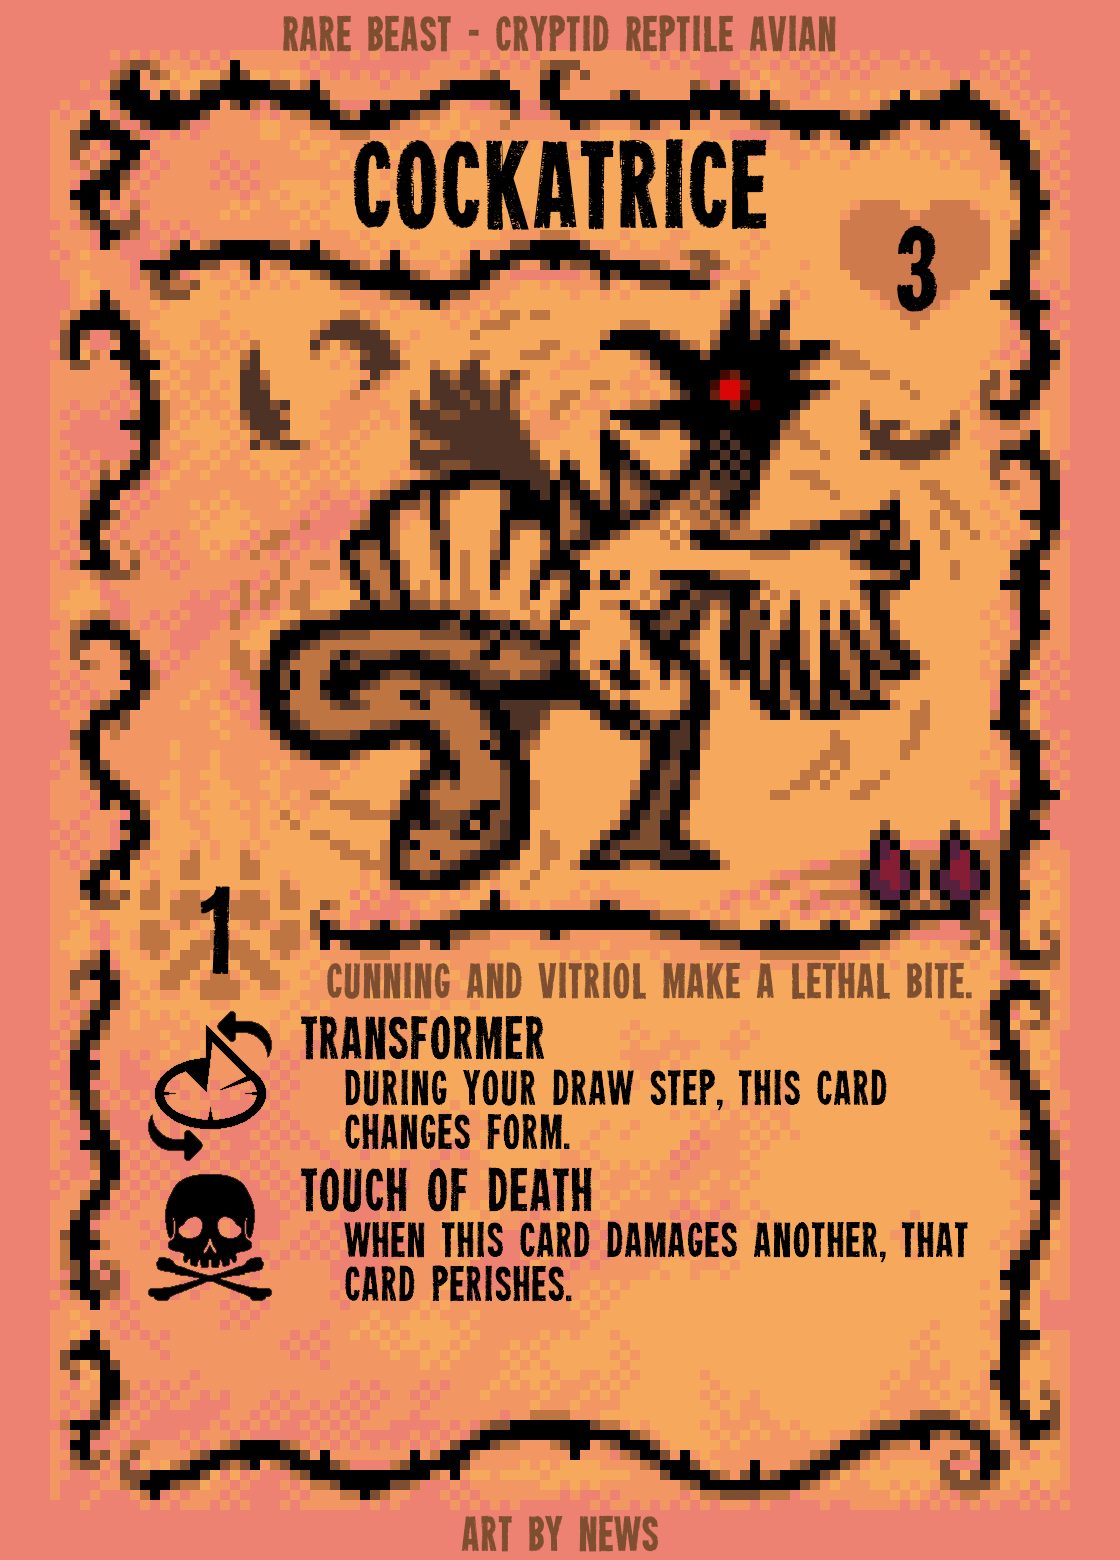 RARE BEAST - CRYPTID REPTILE AVIAN
COCKATRICE
3
1
CUNNING AND VITRIOL MAKE A LETHAL BITE.
TRANSFORMER
DURING YOUR DRAW STEP, THIS CARD
CHANGES FORM.
TOUCH OF DEATH
WHEN THIS CARD DAMAGES ANOTHER, THAT
CARD PERISHES.
ART BY NEWS